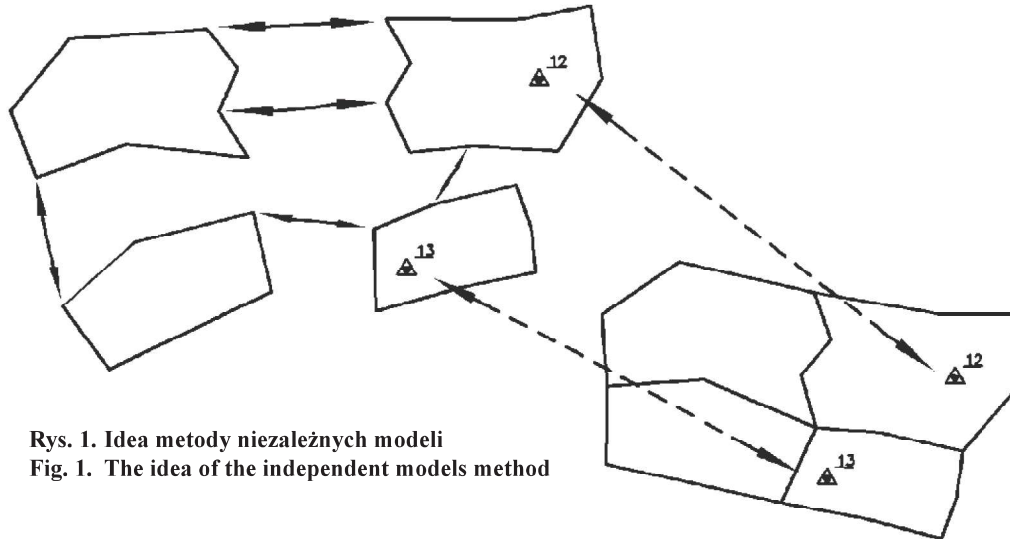 12
13
12
13
Rys. 1. Idea metody niezależnych modeli
Fig. 1. The idea of the independent models method